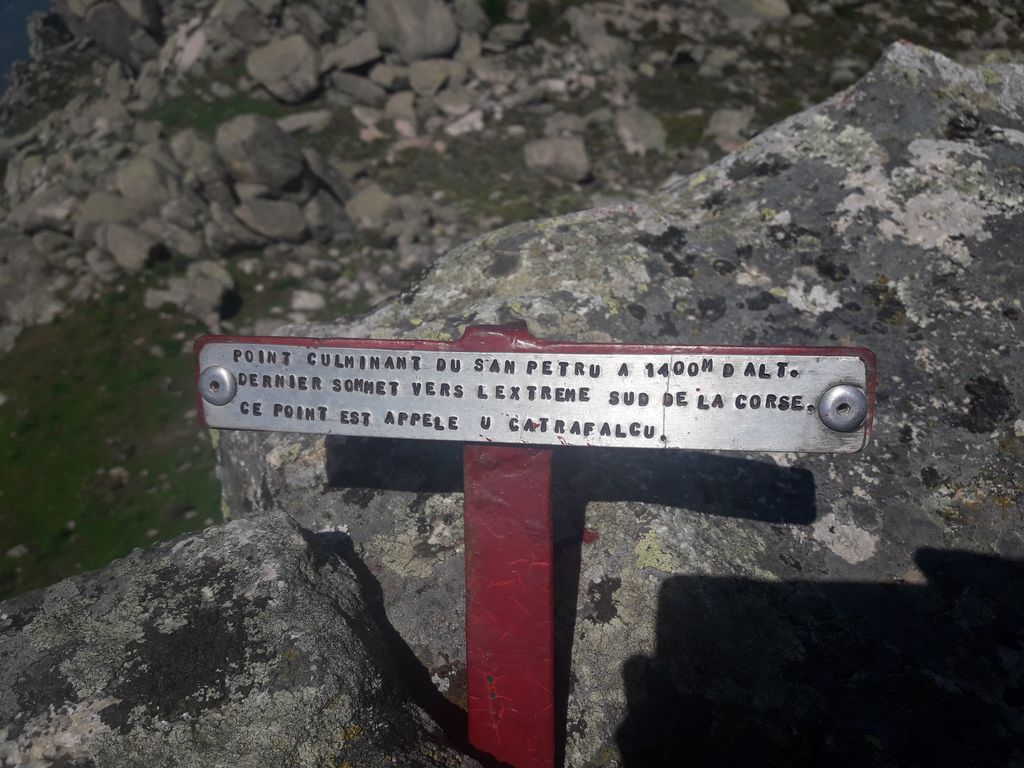 POINT CULMINANT DU SAN PETRU A 1400M D ALT.
DERNIER SOMMET VERS LEXTREME SUD DE LA CORSE.
CE POINT EST APPELE U CATRAFALCU.